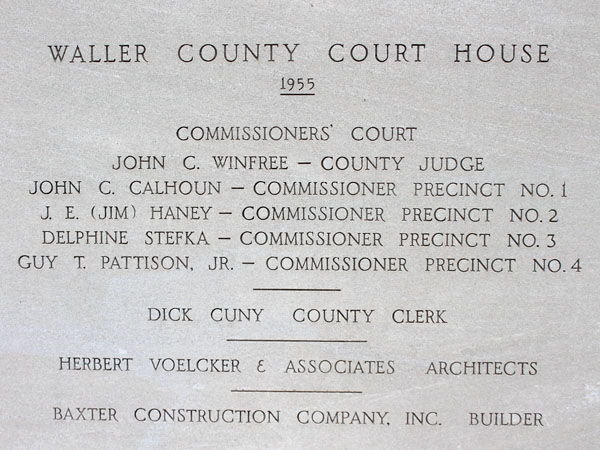 WALLER COUNTY COURT HOUSE
1955
COMMISSIONERS' COURT
JOHN C. WINFREE – COUNTY JUDGE
JOHN C. CALHOUN – COMMISSIONER PRECINCT NO. 1
J. E. (JIM) HANEY – COMMISSIONER PRECINCT NO. 2
DELPHINE STEFKA – COMMISSIONER PRECINCT NO. 3
GUY T. PATTISON, JR. – COMMISSIONER PRECINCT NO. 4
DICK CUNY COUNTY CLERK
HERBERT VOELCKER & ASSOCIATES ARCHITECTS
BAXTER CONSTRUCTION COMPANY, INC. BUILDER